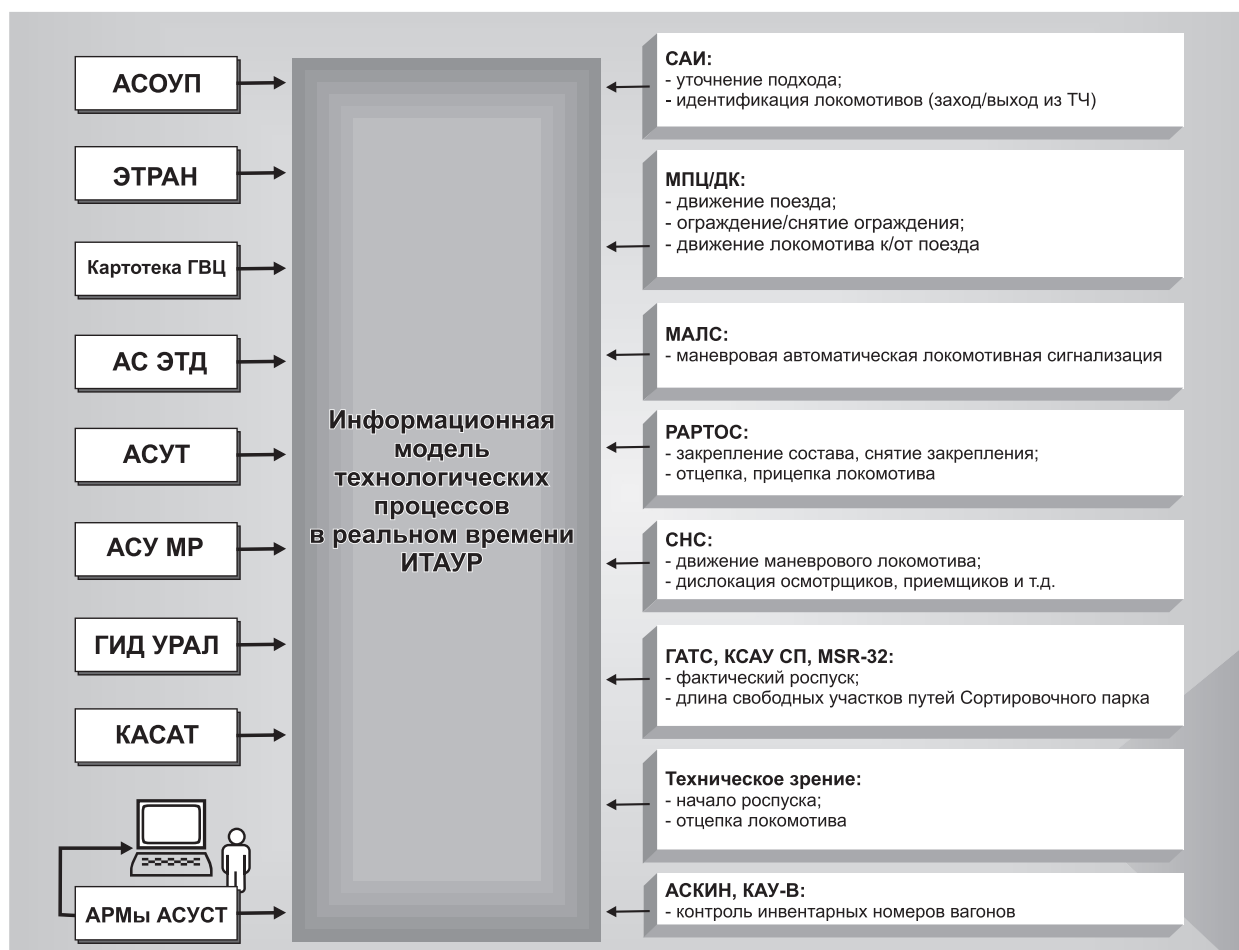 АСОУП
ЭТРАН
Картотека ГВЦ
АС ЭТД
АСУТ
АСУ МР
ГИД УРАЛ
КАСАТ
АРМы АСУСТ
Информационная
модель
технологических
процессов
в реальном времени
ИТАУР
САИ:
- уточнение подхода;
- идентификация локомотивов (заход/выход из ТЧ)
МПЦ/ДК:
- движение поезда;
- ограждение/снятие ограждения;
- движение локомотива к/от поезда
МАЛС:
- маневровая автоматическая локомотивная сигнализация
РАРТОС:
- закрепление состава, снятие закрепления;
- отцепка, прицепка локомотива
СНС:
- движение маневрового локомотива;
- дислокация осмотрщиков, приемщиков и т.д.
ГАТС, КСАУ СП, MSR-32:
- фактический роспуск;
- длина свободных участков путей Сортировочного парка
Техническое зрение:
- начало роспуска;
- отцепка локомотива
АСКИН, КАУ-В:
- контроль инвентарных номеров вагонов